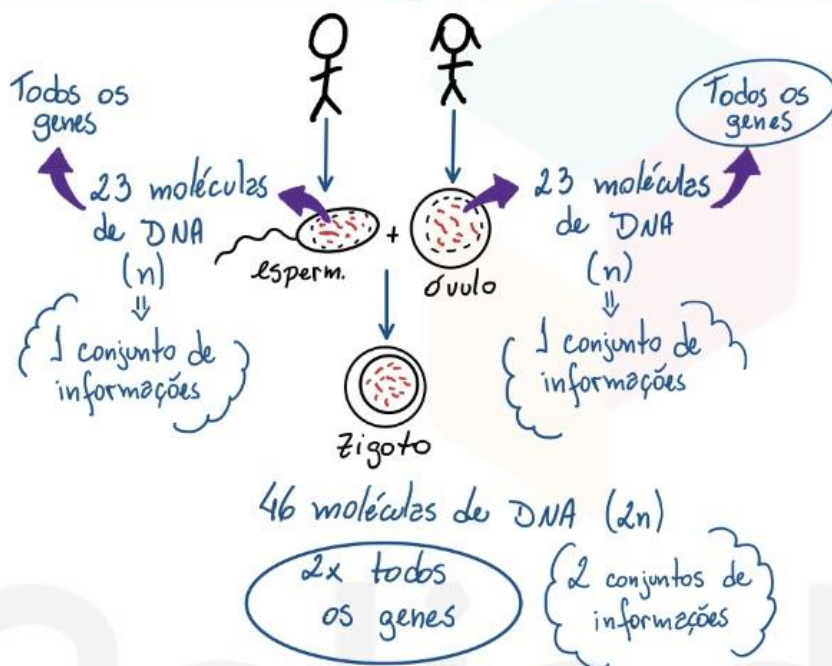 Todos os
genes
23 moléculas
de DNA
(n)
⇓
1 conjunto de
informações
esperm.
+
óvulo
Todos os
genes
23 moléculas
de DNA
(n)
⇓
1 conjunto de
informações
Zigoto
46 moléculas de DNA (2n)
2x todos
os genes
2 conjuntos de
informações